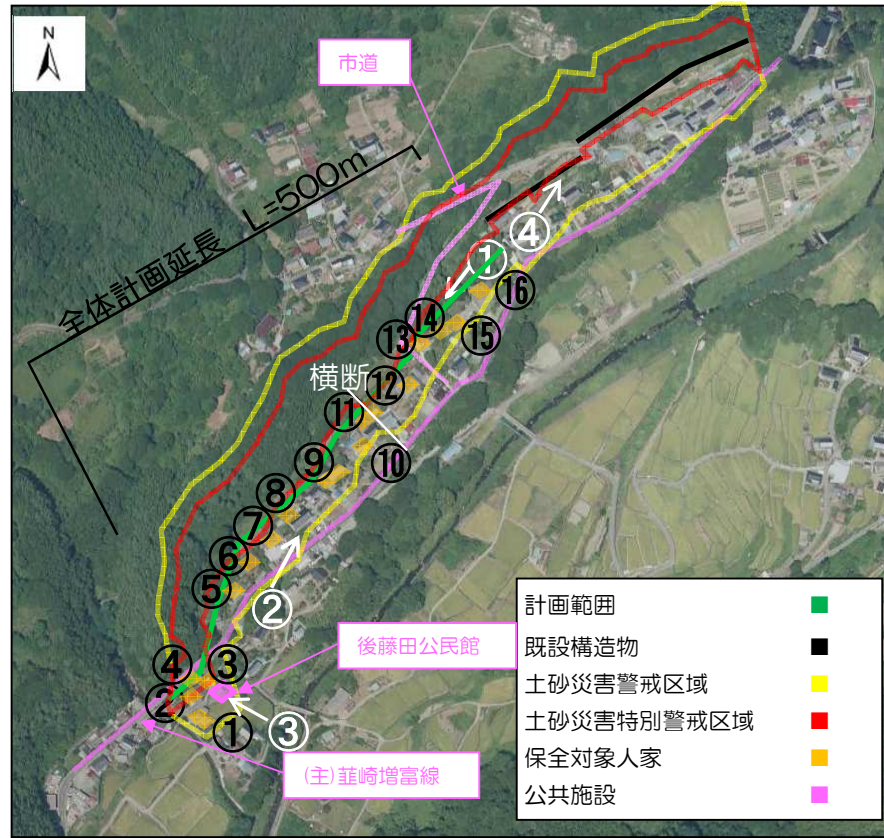 N
市道
全体計画延長 L=500m
④
①
⑯
⑭
⑬
⑮
横断
⑫
⑪
⑨
⑩
⑧
⑦
⑥
⑤
②
④
③
後藤田公民館
②
①
③
(主)韮崎増富線
計画範囲
既設構造物
土砂災害警戒区域
土砂災害特別警戒区域
保全対象人家
公共施設